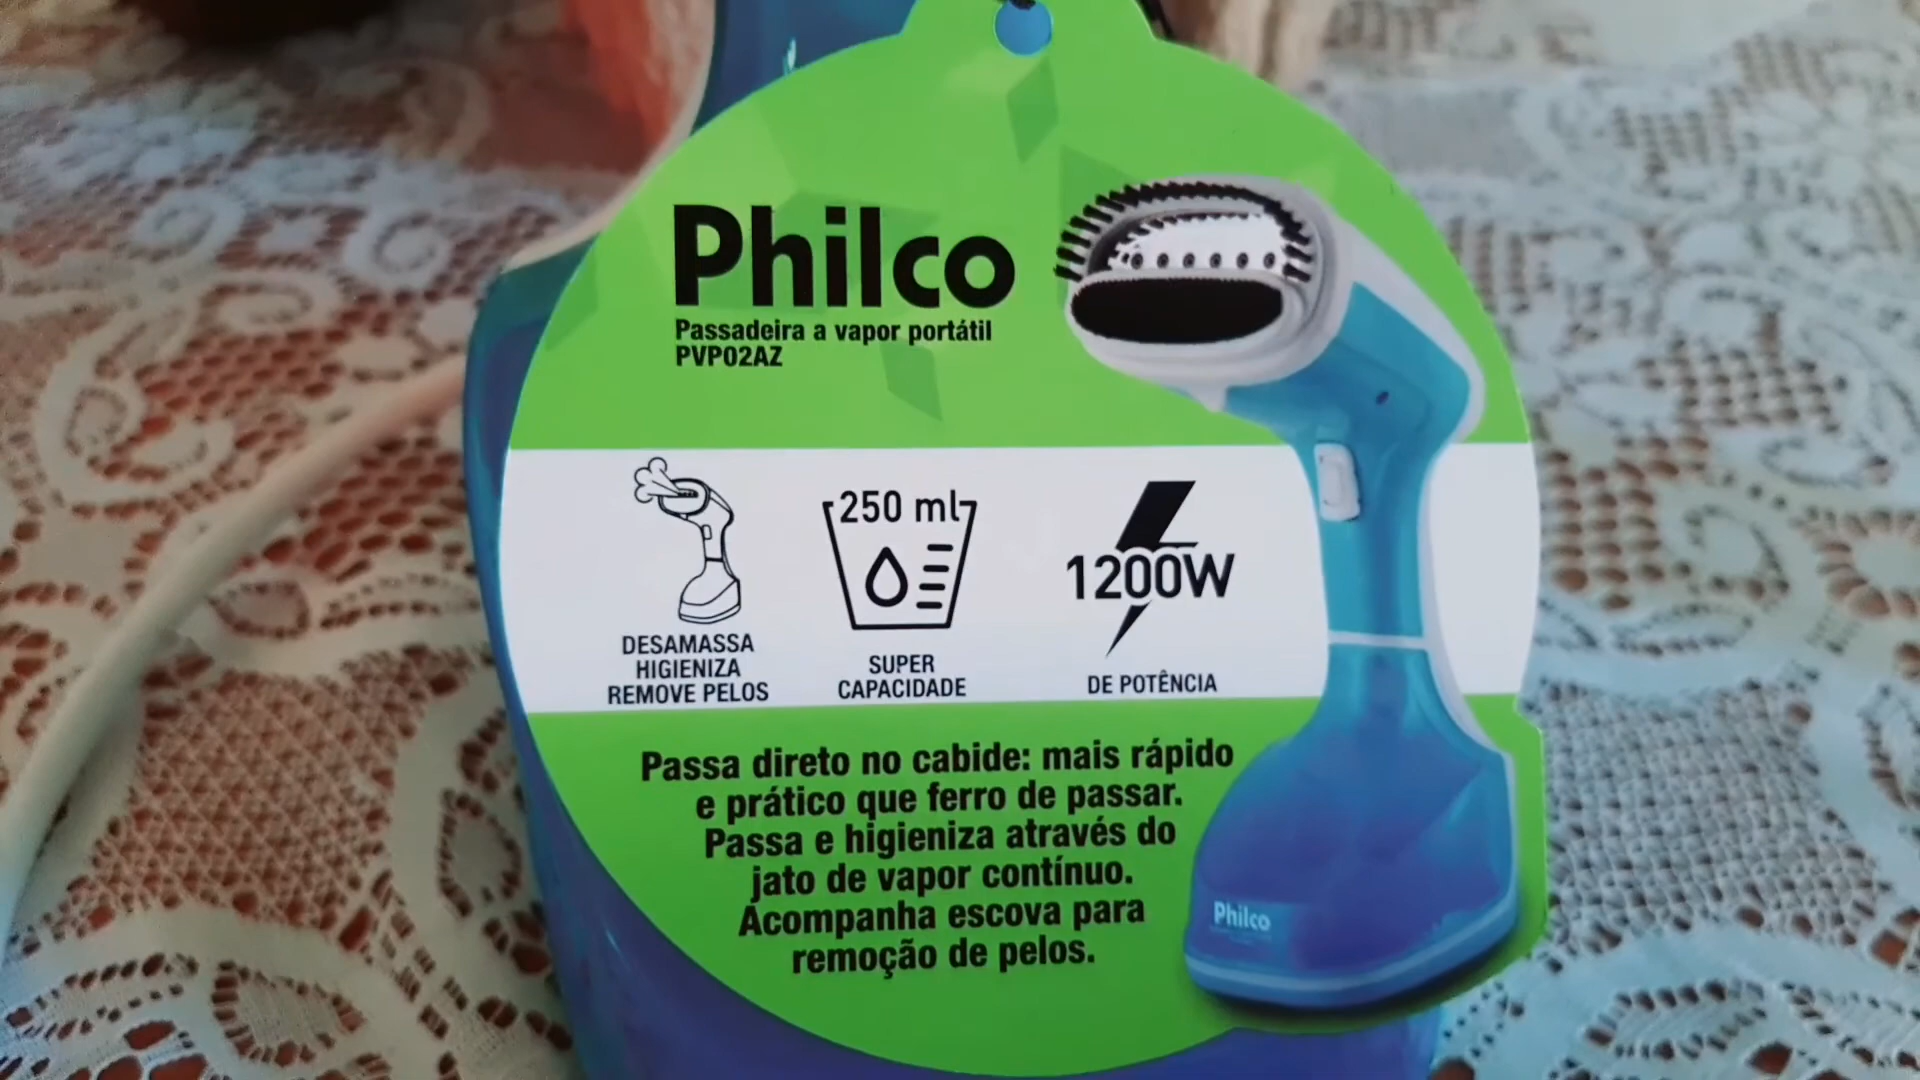 Philco
Passadeira a vapor portátil
PVP02AZ
DESAMASSA
HIGIENIZA
REMOVE PELOS
250 ml
SUPER
CAPACIDADE
1200W
DE POTÊNCIA
Passa direto no cabide: mais rápido
e prático que ferro de passar.
Passa e higieniza através do
jato de vapor contínuo.
Acompanha escova para
remoção de pelos.
Philco